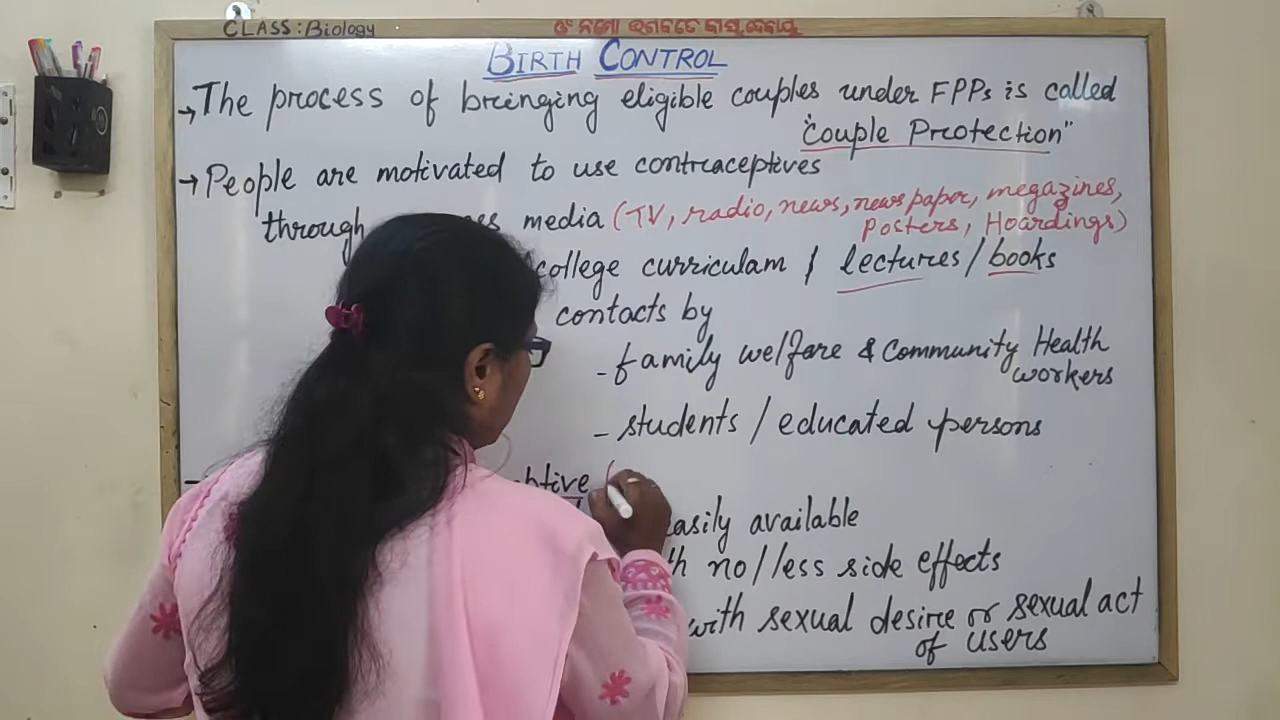 CLASS: Biology
ଓଁ ନମୋ ଭଗବତେ ବାସୁଦେବାୟ
BIRTH CONTROL
→ The process of bringing eligible couples under FPPs is called
"Couple Protection"
→ People are motivated to use contraceptives
through media (TV, radio, news, news paper, megazines,
Posters, Hoardings)
college curriculam / lectures / books
contacts by
- family welfare & Community Health
workers
- students / educated persons
easily available
no/less side effects
with sexual desire or sexual act
of users